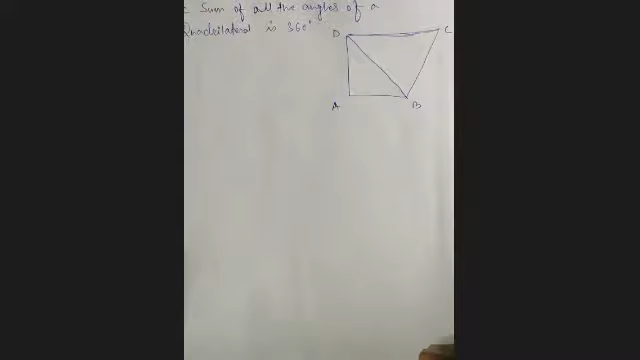 : Sum of all the angles of a
Quadrilateral is 360°
D
C
A
B